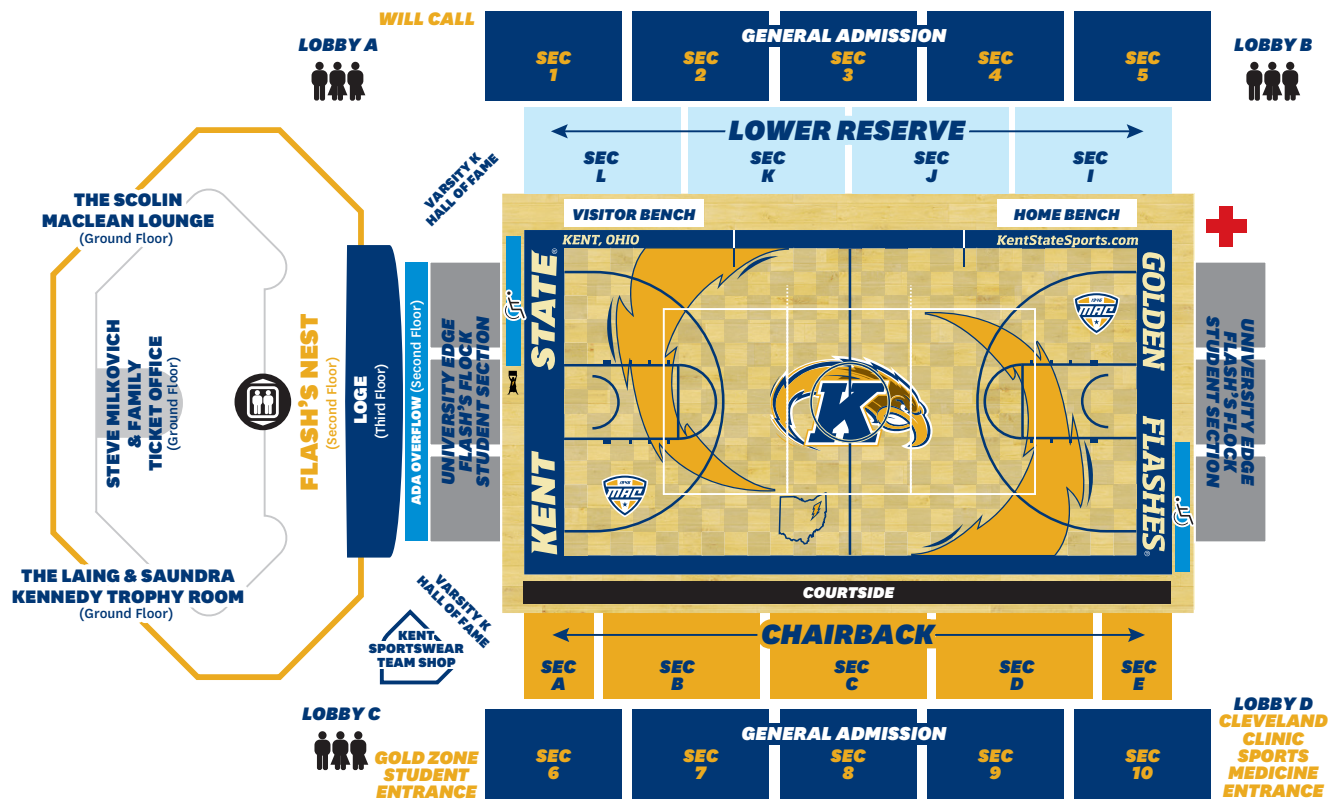 WILL CALL
LOBBY A
GENERAL ADMISSION
SEC
1
SEC
2
SEC
3
SEC
4
SEC
5
LOBBY B
LOWER RESERVE
SEC
L
SEC
K
SEC
J
SEC
I
VARSITY K
HALL OF FAME
THE SCOLIN
MACLEAN LOUNGE
(Ground Floor)
VISITOR BENCH
HOME BENCH
KENT, OHIO
KentStateSports.com
STEVE MILKOVICH
& FAMILY
TICKET OFFICE
(Ground Floor)
FLASH'S NEST
(Second Floor)
LOGE
(Third Floor)
ADA OVERFLOW (Second Floor)
UNIVERSITY EDGE
FLASH'S FLOCK
STUDENT SECTION
KENT STATE
®
K
MAC
MAC
GOLDEN FLASHES
®
UNIVERSITY EDGE
FLASH'S FLOCK
STUDENT SECTION
THE LAING & SAUNDRA
KENNEDY TROPHY ROOM
(Ground Floor)
VARSITY K
HALL OF FAME
KENT
SPORTSWEAR
TEAM SHOP
COURTSIDE
CHAIRBACK
SEC
A
SEC
B
SEC
C
SEC
D
SEC
E
LOBBY C
GOLD ZONE
STUDENT
ENTRANCE
GENERAL ADMISSION
SEC
6
SEC
7
SEC
8
SEC
9
SEC
10
LOBBY D
CLEVELAND
CLINIC
SPORTS
MEDICINE
ENTRANCE